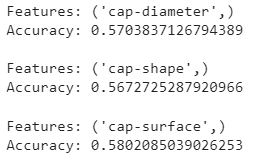 Features: ('cap-diameter',)
Accuracy: 0.5703837126794389
Features: ('cap-shape',)
Accuracy: 0.5672725287920966
Features: ('cap-surface',)
Accuracy: 0.5802085039026253